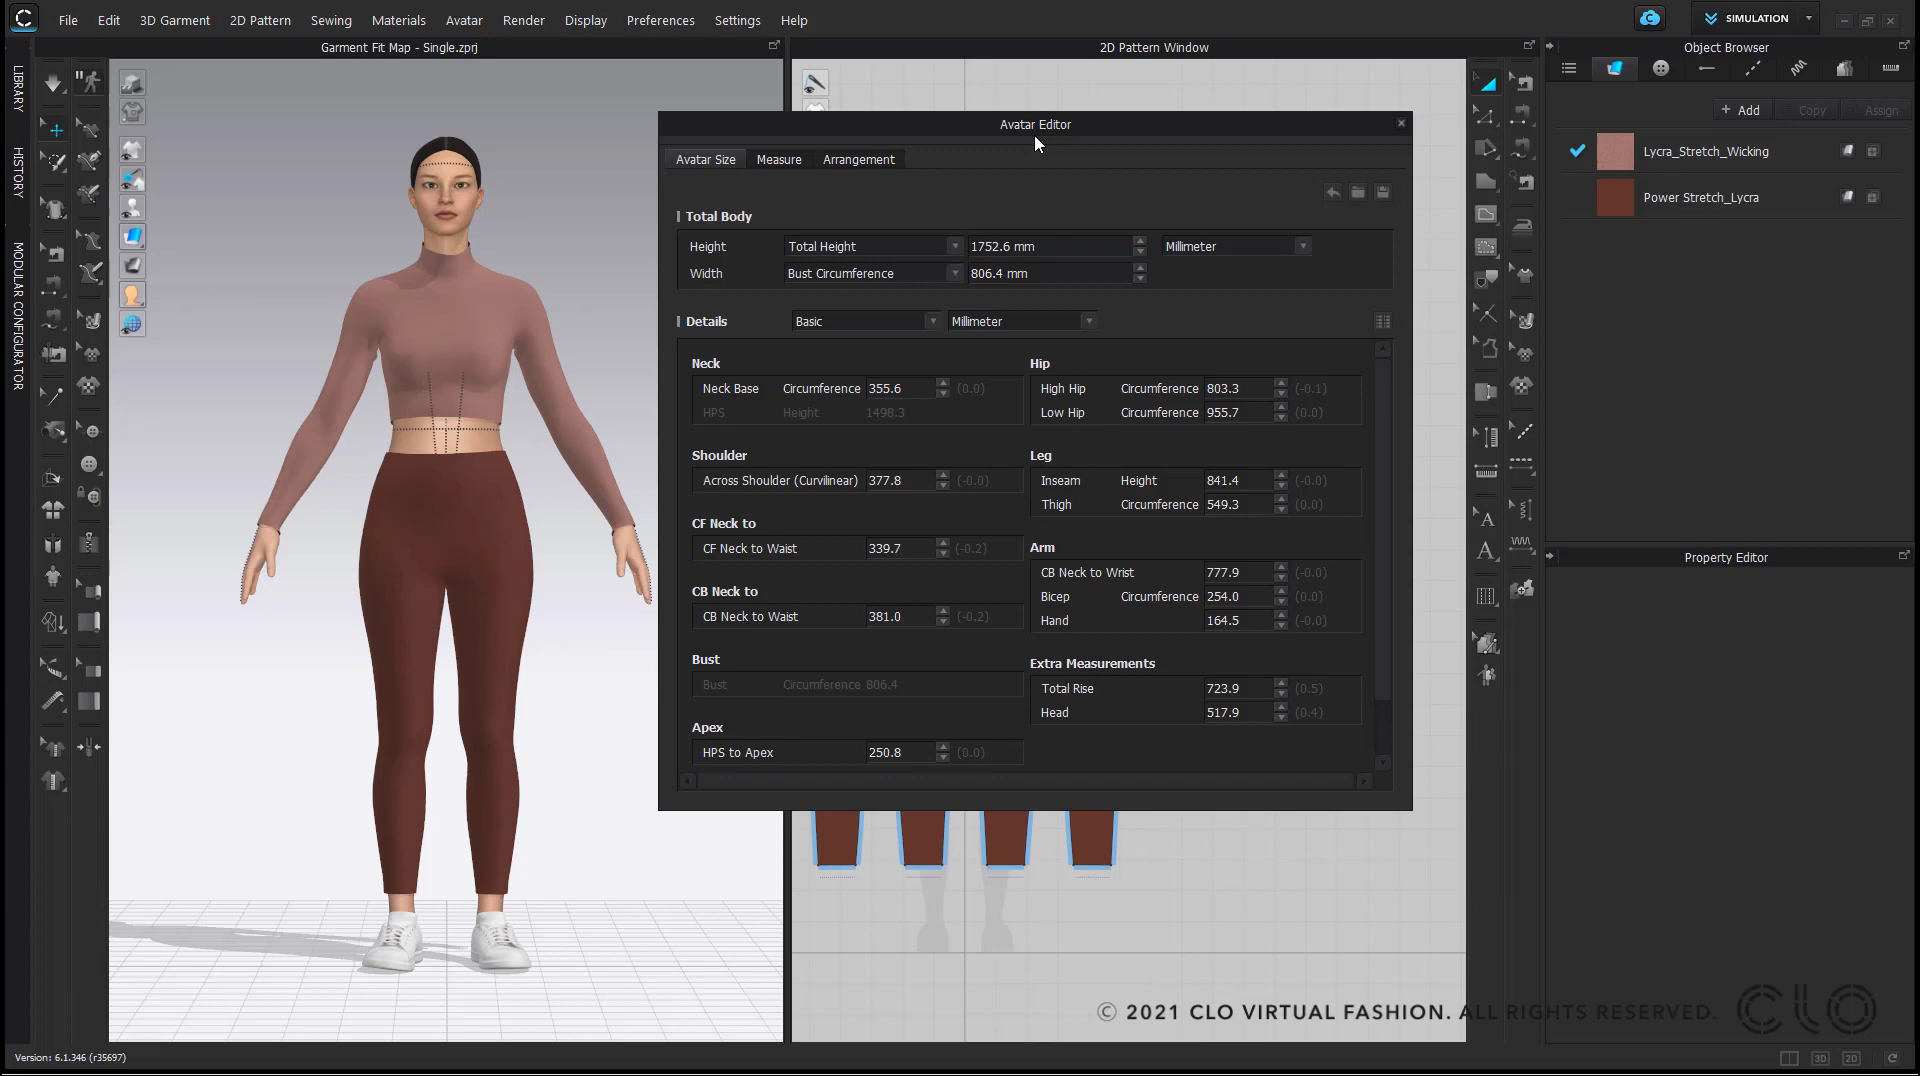 File Edit 3D Garment 2D Pattern Sewing Materials Avatar Render Display Preferences Settings Help
SIMULATION
Garment Fit Map - Single.zprj
2D Pattern Window
Object Browser
LIBRARY
HISTORY
MODULAR CONFIGURATOR
+ Add Copy Assign
Lycra_Stretch_Wicking
Power Stretch_Lycra
Property Editor
Avatar Editor
Avatar Size Measure Arrangement
Total Body
Height Total Height 1752.6 mm Millimeter
Width Bust Circumference 806.4 mm
Details Basic Millimeter
Neck
Neck Base Circumference 355.6 (0.0)
HPS Height 1498.3
Shoulder
Across Shoulder (Curvilinear) 377.8 (-0.0)
CF Neck to
CF Neck to Waist 339.7 (-0.2)
CB Neck to
CB Neck to Waist 381.0 (-0.2)
Bust
Bust Circumference 806.4
Apex
HPS to Apex 250.8 (0.0)
Hip
High Hip Circumference 803.3 (-0.1)
Low Hip Circumference 955.7 (0.0)
Leg
Inseam Height 841.4 (-0.0)
Thigh Circumference 549.3 (0.0)
Arm
CB Neck to Wrist 777.9 (-0.0)
Bicep Circumference 254.0 (0.0)
Hand 164.5 (-0.0)
Extra Measurements
Total Rise 723.9 (0.5)
Head 517.9 (0.4)
© 2021 CLO VIRTUAL FASHION. ALL RIGHTS RESERVED. CLO
Version: 6.1.346 (r35697)
3D 2D